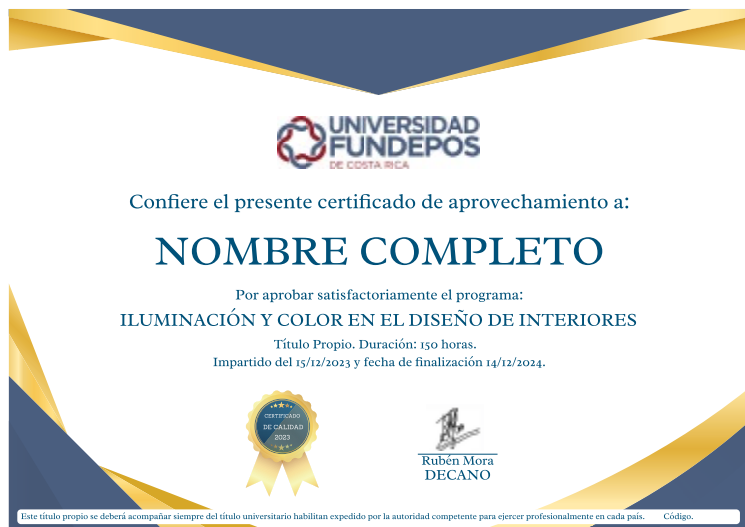 UNIVERSIDAD
FUNDEPOS
DE COSTA RICA
Confiere el presente certificado de aprovechamiento a:
NOMBRE COMPLETO
Por aprobar satisfactoriamente el programa:
ILUMINACIÓN Y COLOR EN EL DISEÑO DE INTERIORES
Título Propio. Duración: 150 horas.
Impartido del 15/12/2023 y fecha de finalización 14/12/2024.
CERTIFICADO
DE CALIDAD
2023
Rubén Mora
DECANO
Este título propio se deberá acompañar siempre del título universitario habilitan expedido por la autoridad competente para ejercer profesionalmente en cada país. Código.